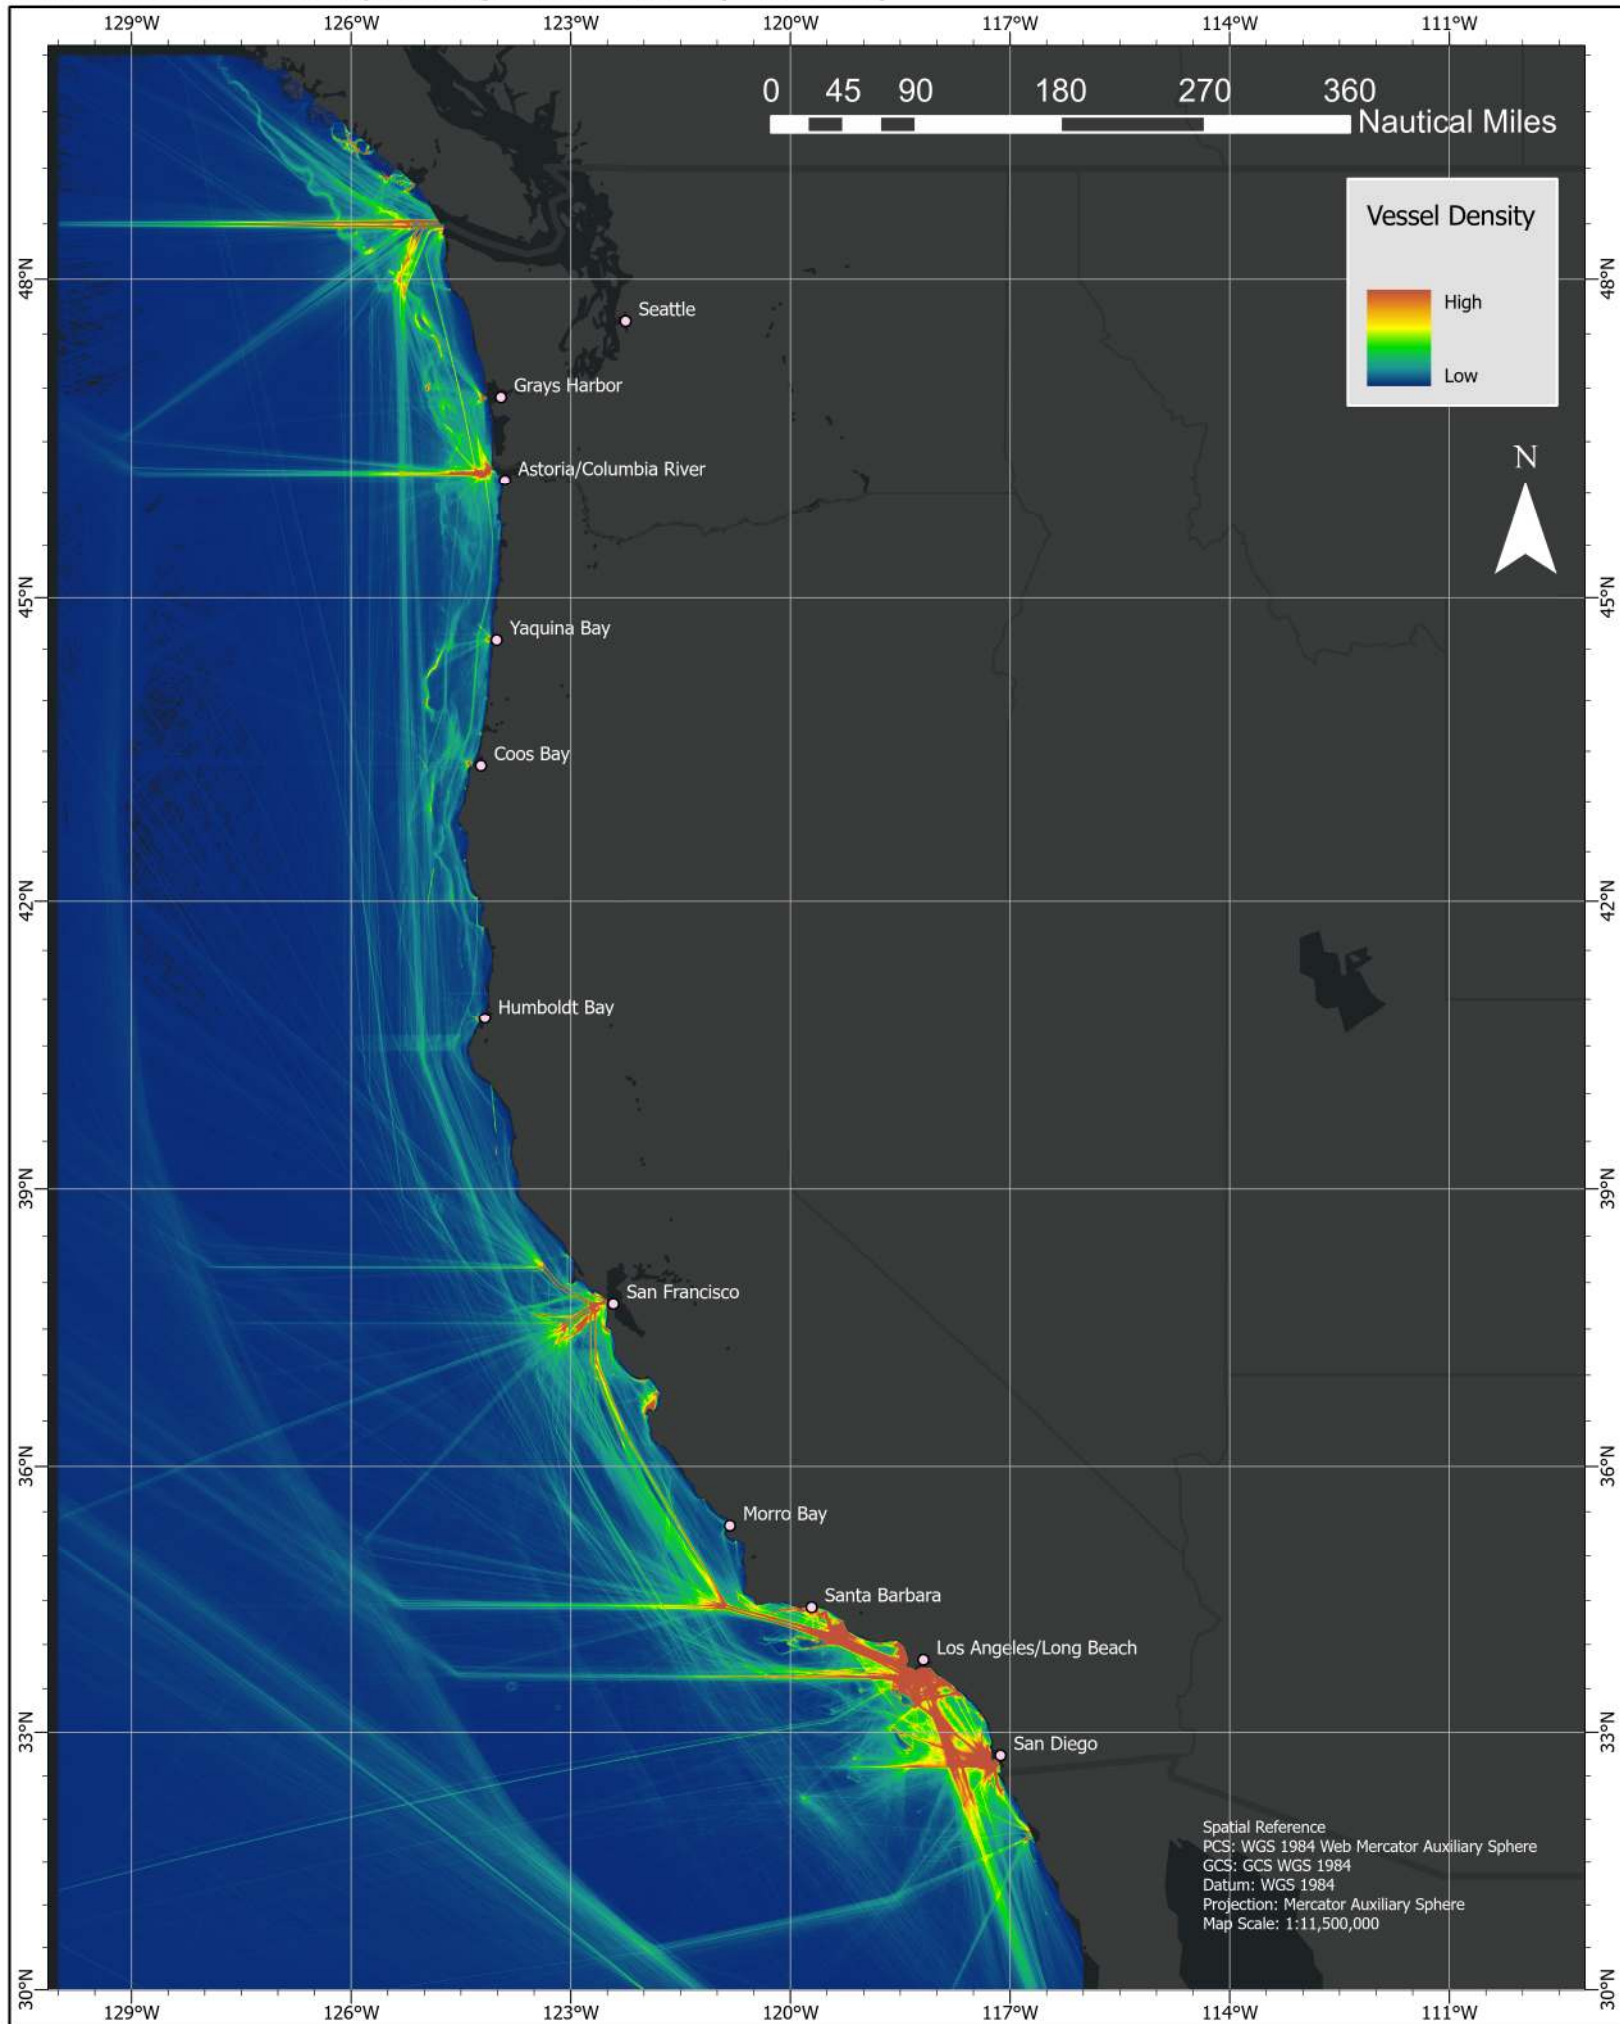 129°W 126°W 123°W 120°W 117°W 114°W 111°W
0 45 90 180 270 360
Nautical Miles
Vessel Density
High
Low
48°N 48°N
Seattle
Grays Harbor
N
Astoria/Columbia River
45°N 45°N
Yaquina Bay
Coos Bay
42°N 42°N
Humboldt Bay
39°N 39°N
San Francisco
36°N 36°N
Morro Bay
Santa Barbara
Los Angeles/Long Beach
33°N 33°N
San Diego
Spatial Reference
PCS: WGS 1984 Web Mercator Auxiliary Sphere
GCS: GCS WGS 1984
Datum: WGS 1984
Projection: Mercator Auxiliary Sphere
Map Scale: 1:11,500,000
30°N 30°N
129°W 126°W 123°W 120°W 117°W 114°W 111°W